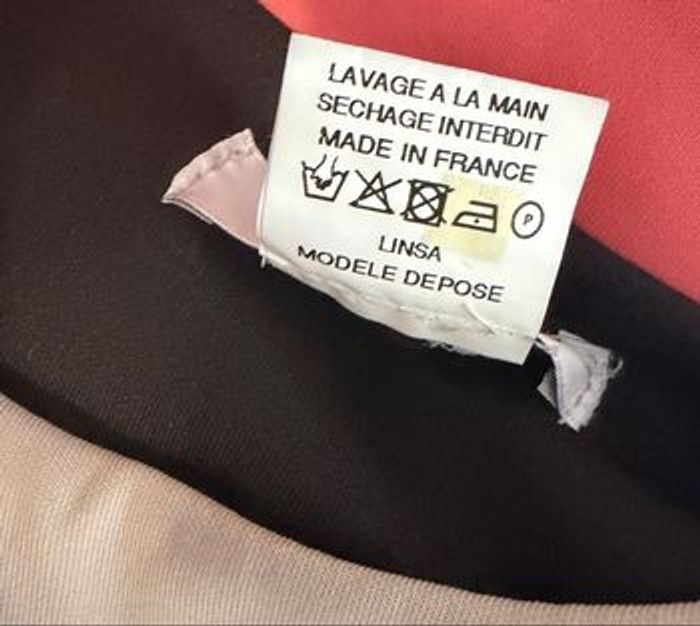 LAVAGE A LA MAIN
SECHAGE INTERDIT
MADE IN FRANCE
P
LINSA
MODELE DEPOSE